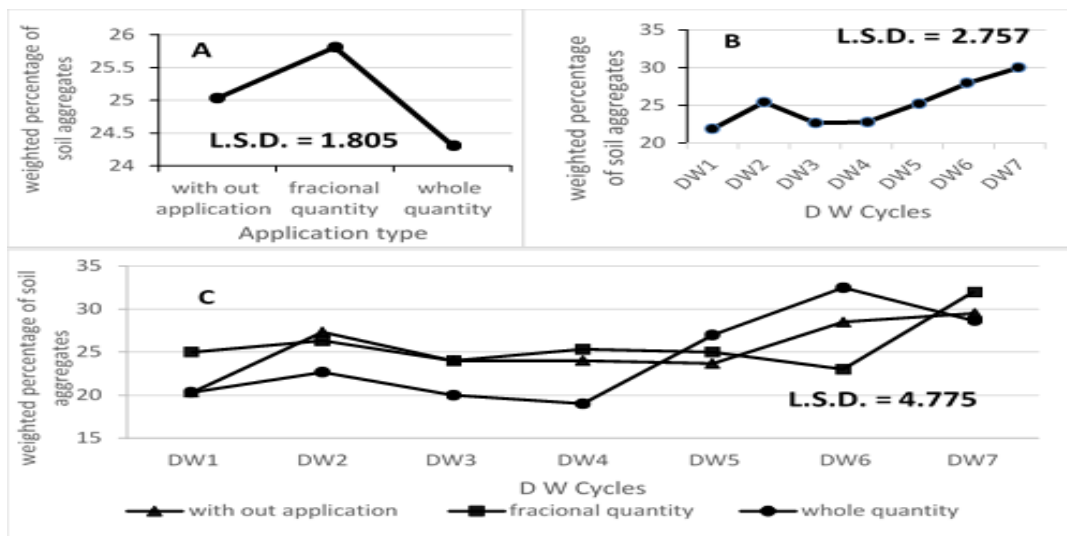 weighted percentage of
soil aggregates
26
25.5
25
24.5
24
A
L.S.D. = 1.805
with out
application
fracional
quantity
whole
quantity
Application type
weighted percentage
of soil aggregates
35
30
25
20
B
L.S.D. = 2.757
DW1
DW2
DW3
DW4
DW5
DW6
DW7
D W Cycles
weighted percentage of soil
aggregates
35
30
25
20
15
C
L.S.D. = 4.775
DW1 DW2 DW3 DW4 DW5 DW6 DW7
D W Cycles
with out application fracional quantity whole quantity